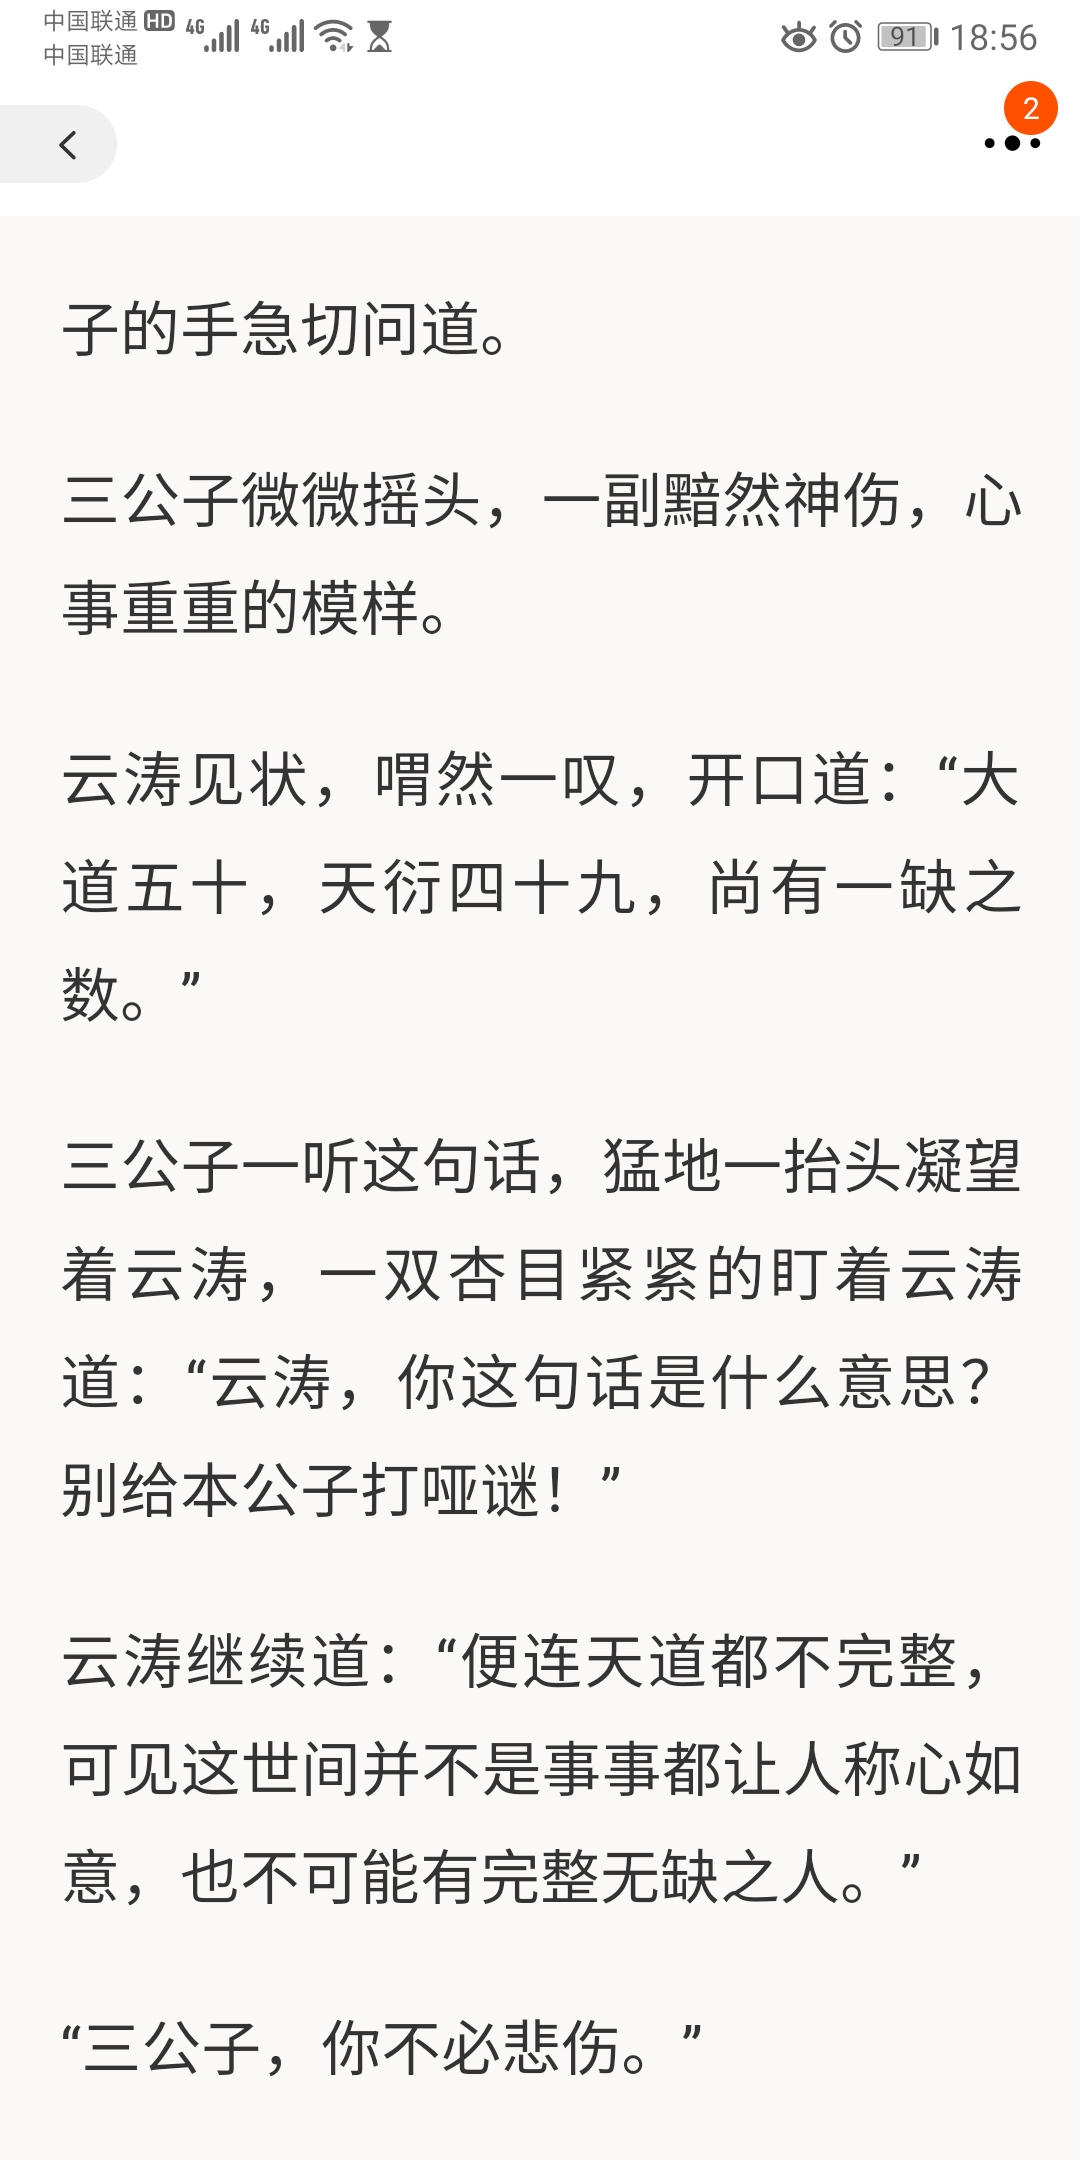 中国联通 HD 4G 4G 91 18:56
中国联通
2
子的手急切问道。
三公子微微摇头，一副黯然神伤，心
事重重的模样。
云涛见状，喟然一叹，开口道：“大
道五十，天衍四十九，尚有一缺之
数。”
三公子一听这句话，猛地一抬头凝望
着云涛，一双杏目紧紧的盯着云涛
道：“云涛，你这句话是什么意思？
别给本公子打哑谜！”
云涛继续道：“便连天道都不完整，
可见这世间并不是事事都让人称心如
意，也不可能有完整无缺之人。”
“三公子，你不必悲伤。”